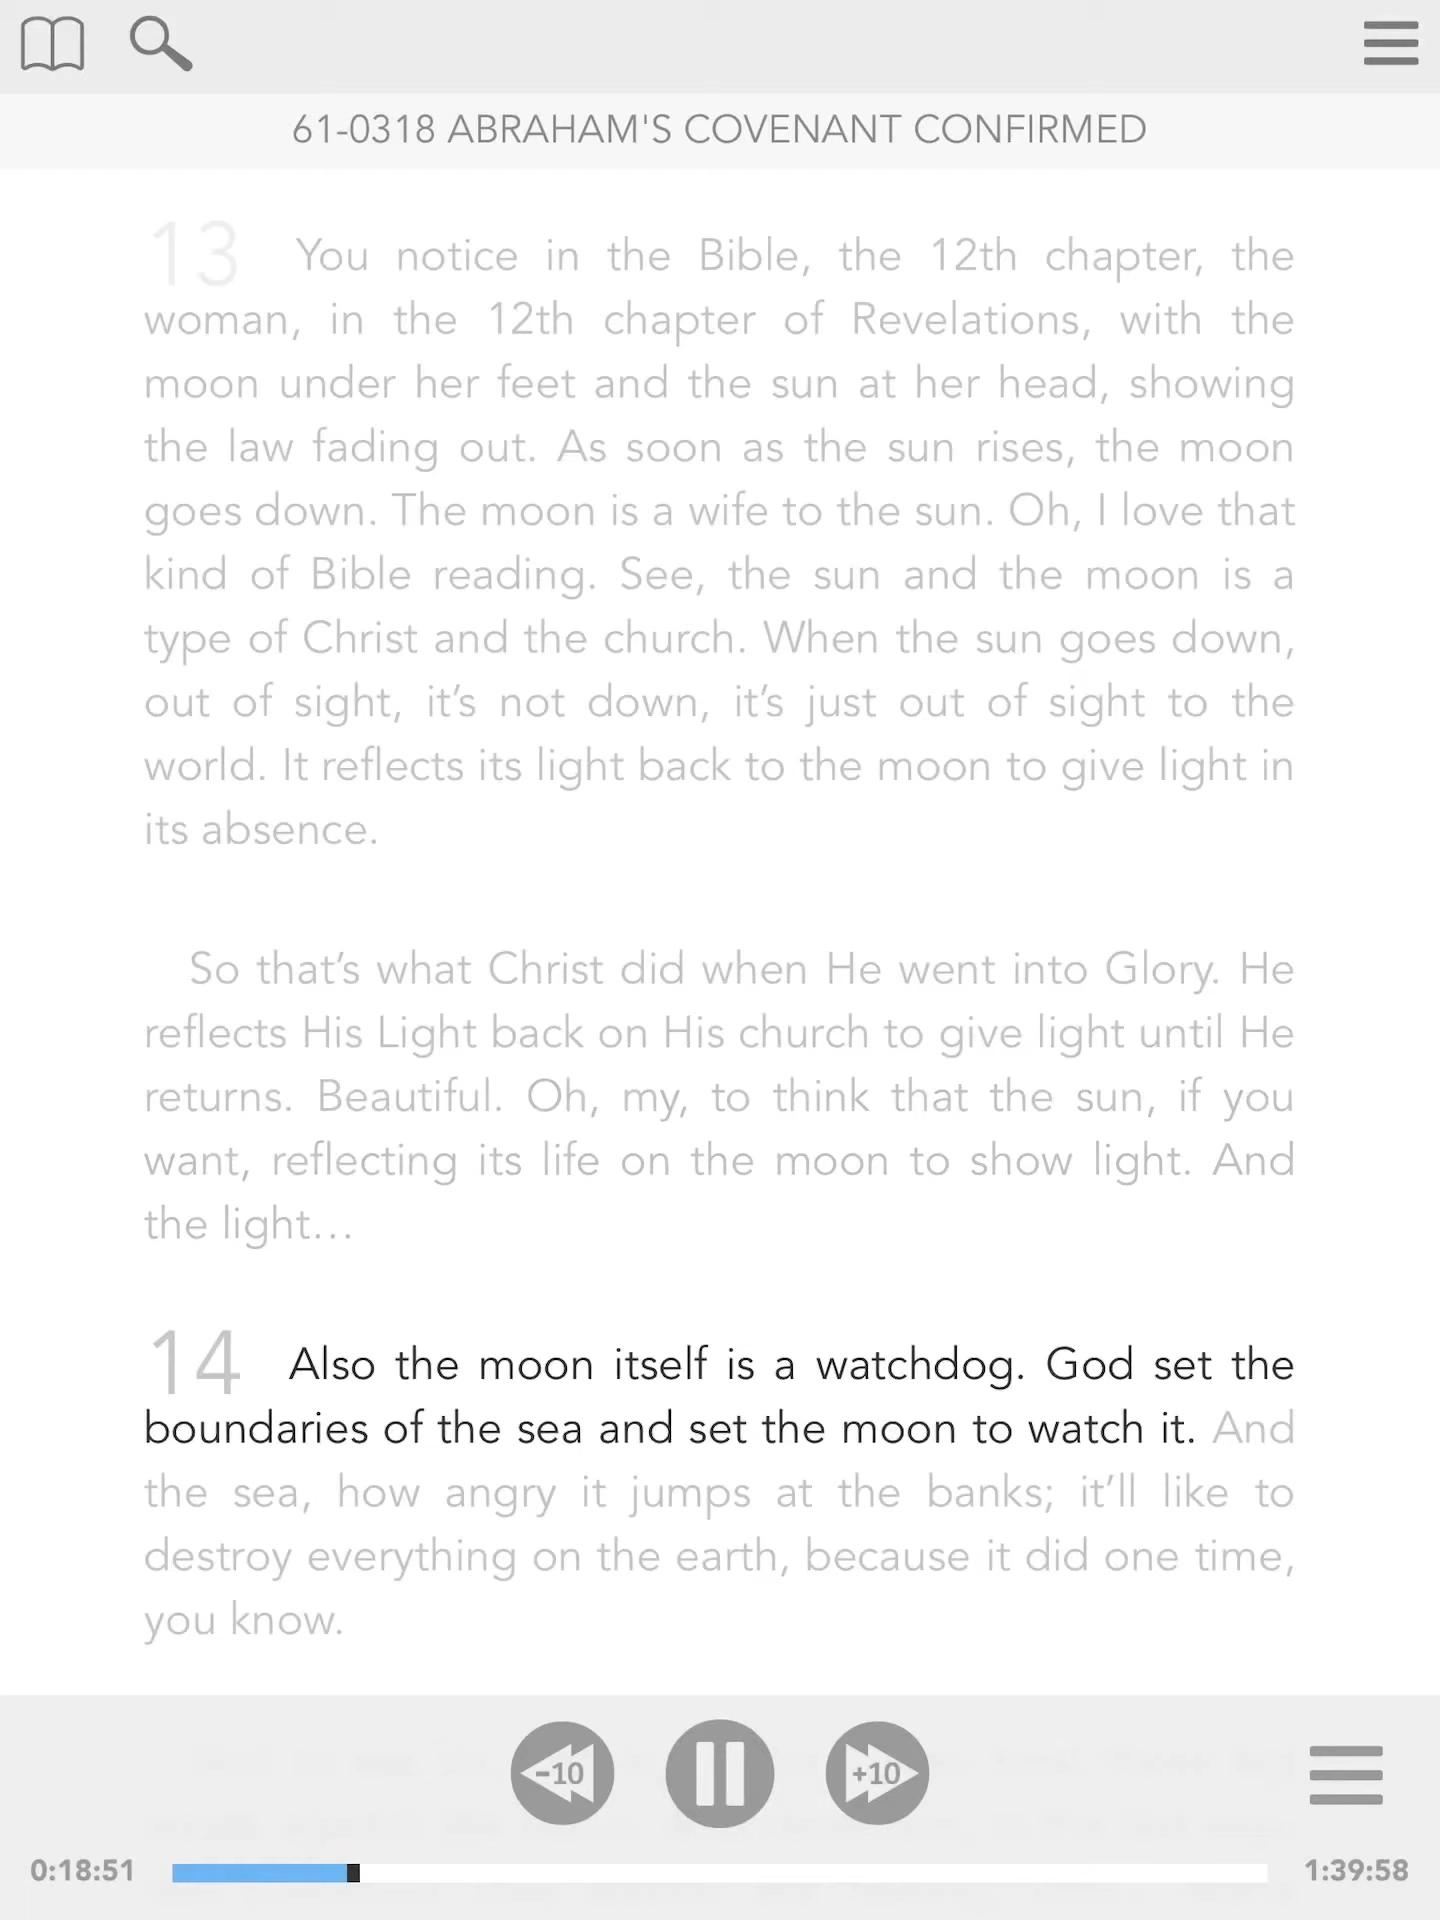 61-0318 ABRAHAM'S COVENANT CONFIRMED
13 You notice in the Bible, the 12th chapter, the
woman, in the 12th chapter of Revelations, with the
moon under her feet and the sun at her head, showing
the law fading out. As soon as the sun rises, the moon
goes down. The moon is a wife to the sun. Oh, I love that
kind of Bible reading. See, the sun and the moon is a
type of Christ and the church. When the sun goes down,
out of sight, it’s not down, it’s just out of sight to the
world. It reflects its light back to the moon to give light in
its absence.
So that’s what Christ did when He went into Glory. He
reflects His Light back on His church to give light until He
returns. Beautiful. Oh, my, to think that the sun, if you
want, reflecting its life on the moon to show light. And
the light…
14 Also the moon itself is a watchdog. God set the
boundaries of the sea and set the moon to watch it. And
the sea, how angry it jumps at the banks; it’ll like to
destroy everything on the earth, because it did one time,
you know.
-10 +10
0:18:51 1:39:58